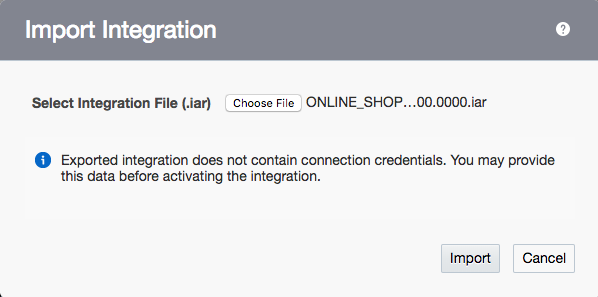 Import Integration
?
Select Integration File (.iar) Choose File ONLINE_SHOP...00.0000.iar
i Exported integration does not contain connection credentials. You may provide
this data before activating the integration.
Import Cancel